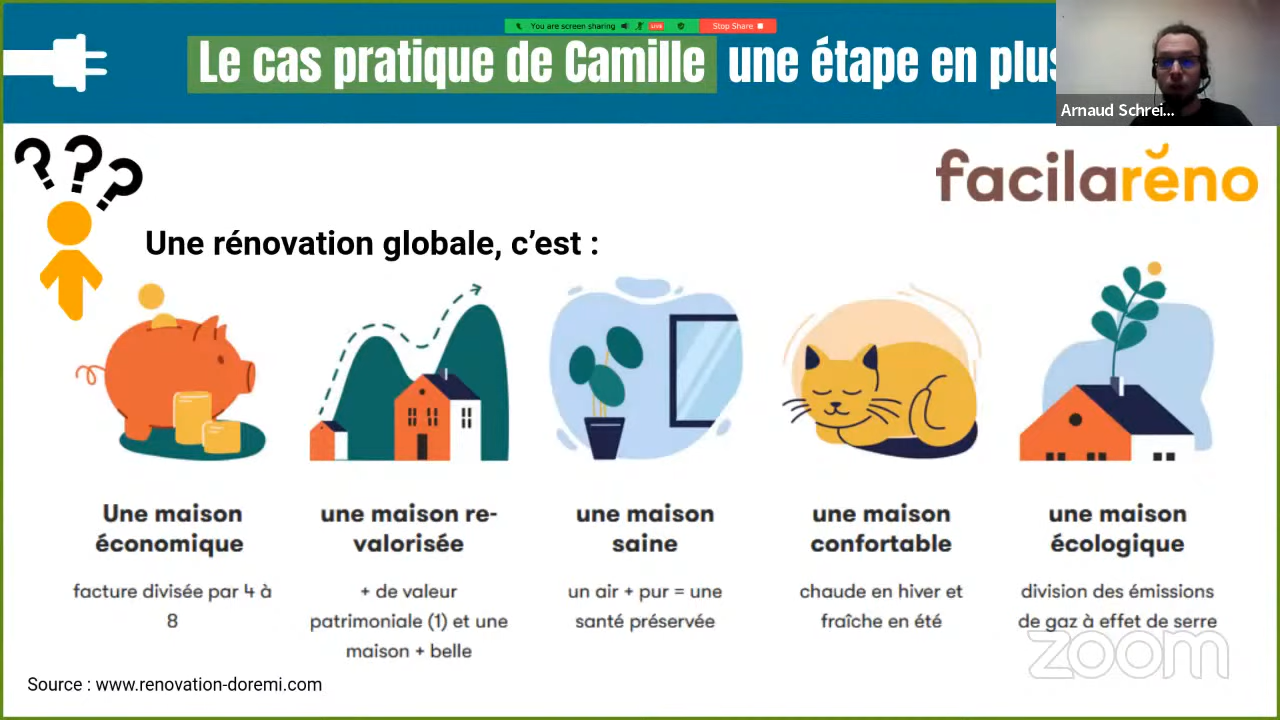 You are screen sharing LIVE Stop Share
Le cas pratique de Camille une étape en plus
Arnaud Schrei...
???
facilaréno
Une rénovation globale, c’est :
Une maison économique
facture divisée par 4 à 8
une maison re-valorisée
+ de valeur patrimoniale (1) et une maison + belle
une maison saine
un air + pur = une santé préservée
une maison confortable
chaude en hiver et fraîche en été
une maison écologique
division des émissions de gaz à effet de serre
zoom
Source : www.renovation-doremi.com